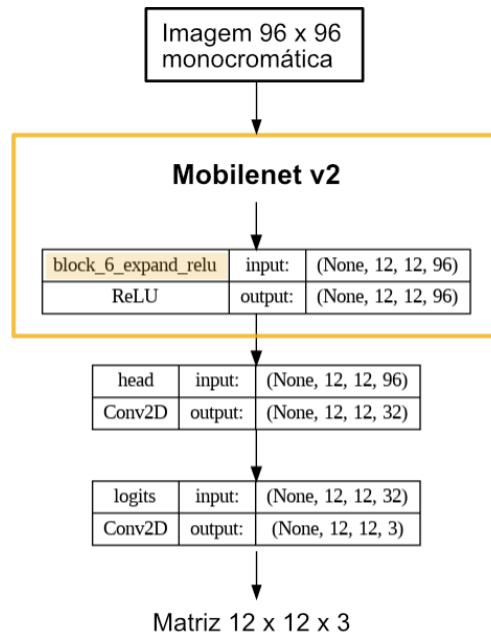 Imagem 96 x 96
monocromática
Mobilenet v2
block_6_expand_relu input: (None, 12, 12, 96)
ReLU output: (None, 12, 12, 96)
head input: (None, 12, 12, 96)
Conv2D output: (None, 12, 12, 32)
logits input: (None, 12, 12, 32)
Conv2D output: (None, 12, 12, 3)
Matriz 12 x 12 x 3